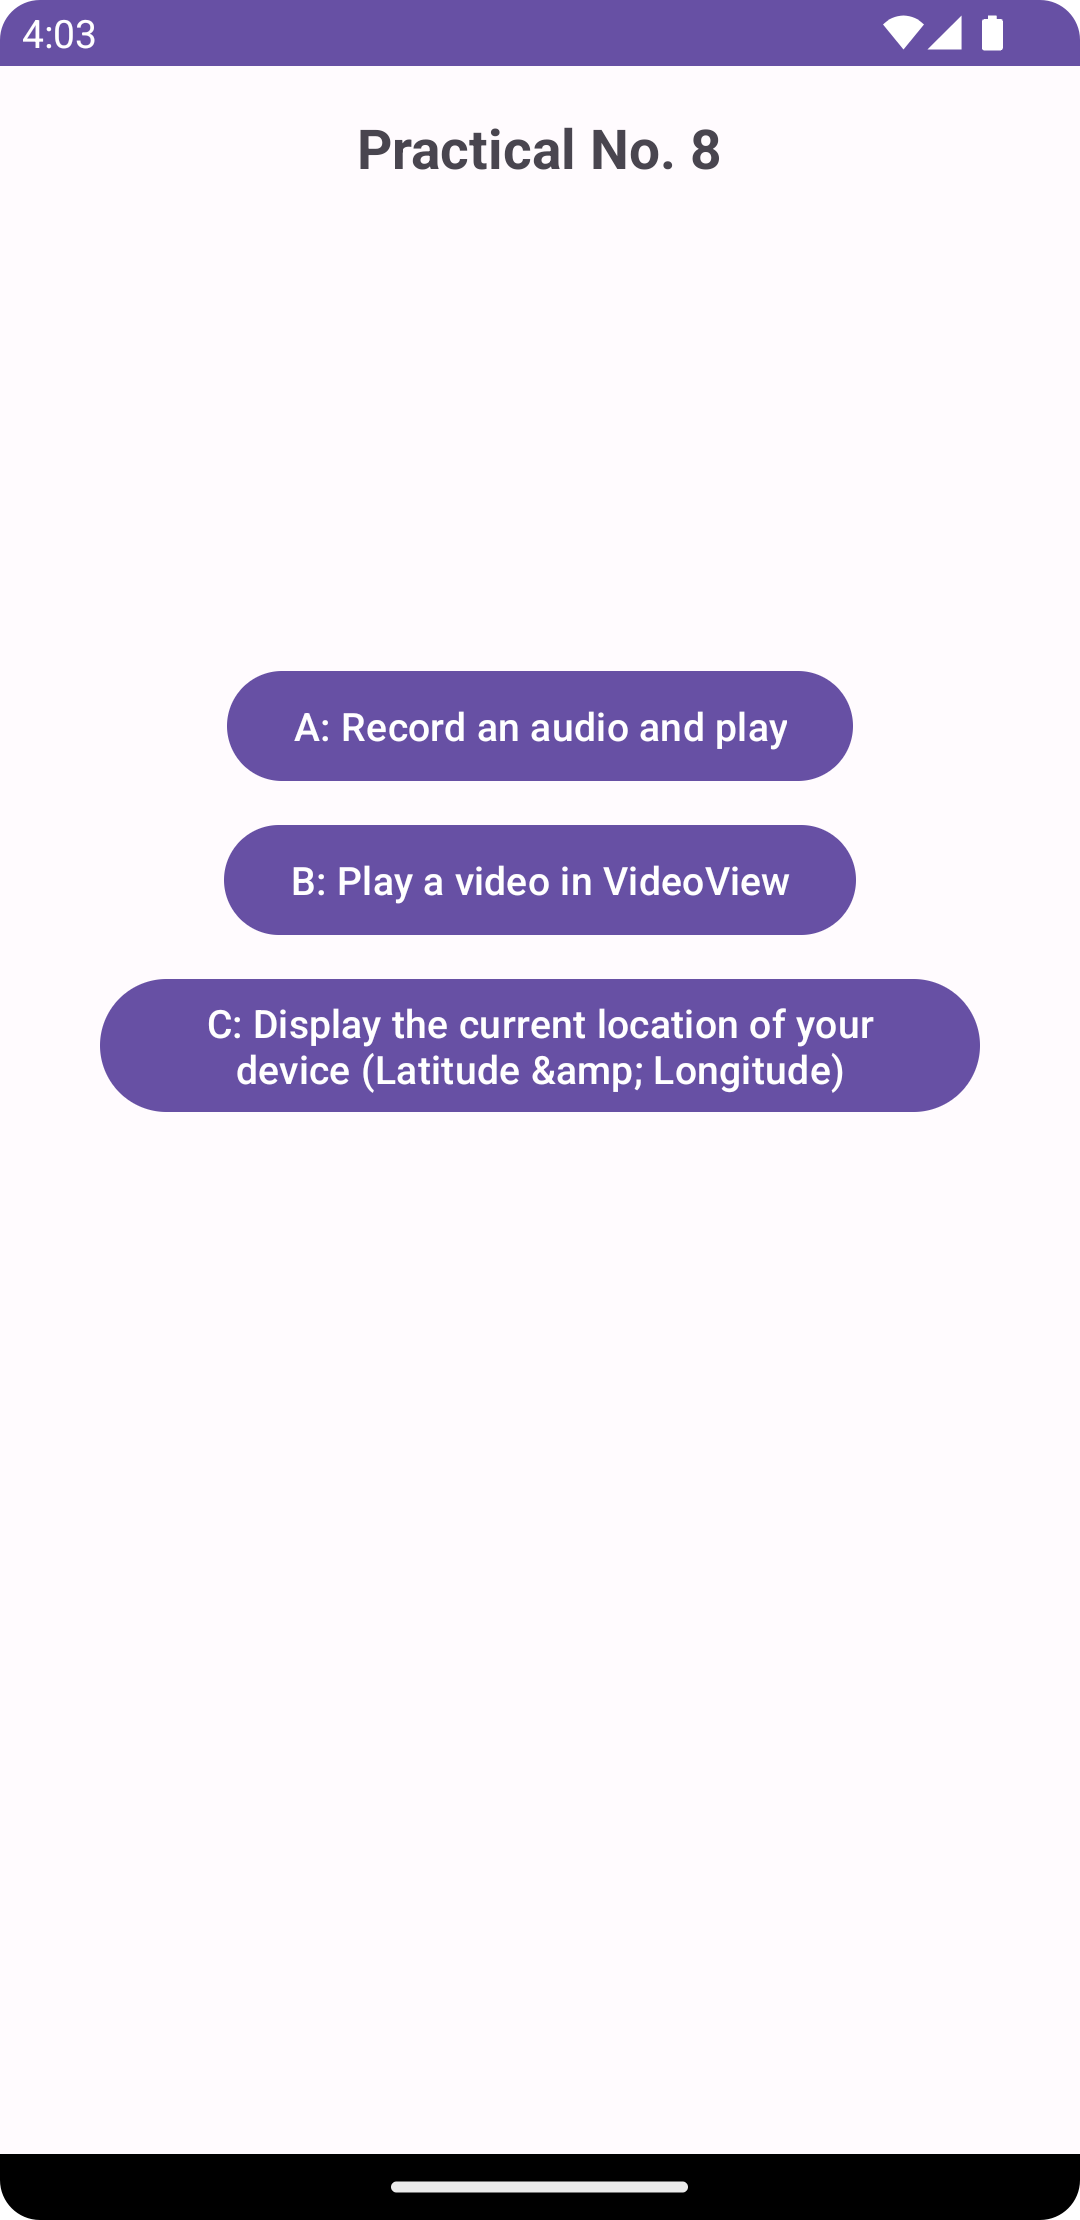 4:03
Practical No. 8
A: Record an audio and play
B: Play a video in VideoView
C: Display the current location of your
device (Latitude &amp;amp; Longitude)